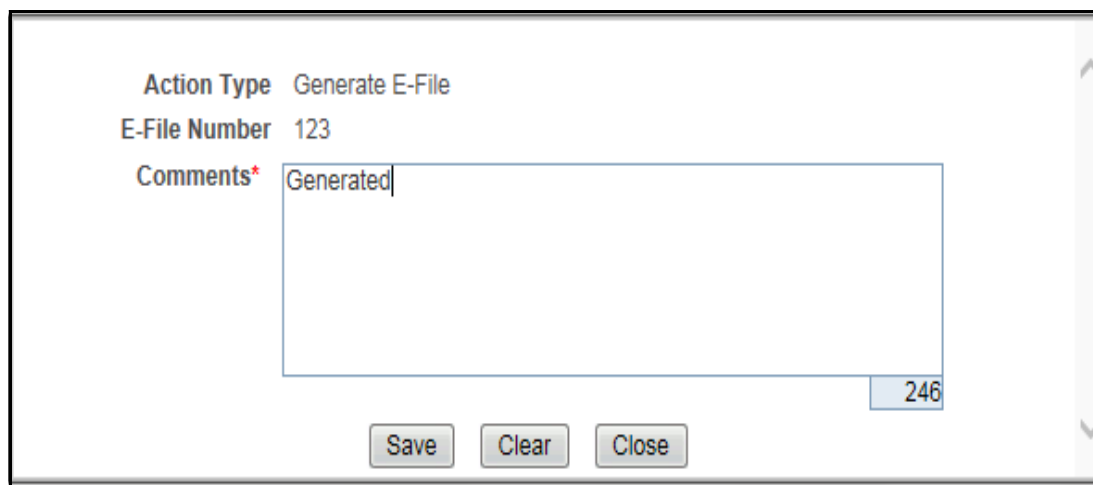 Action Type Generate E-File
E-File Number 123
Comments* Generated
246
Save Clear Close